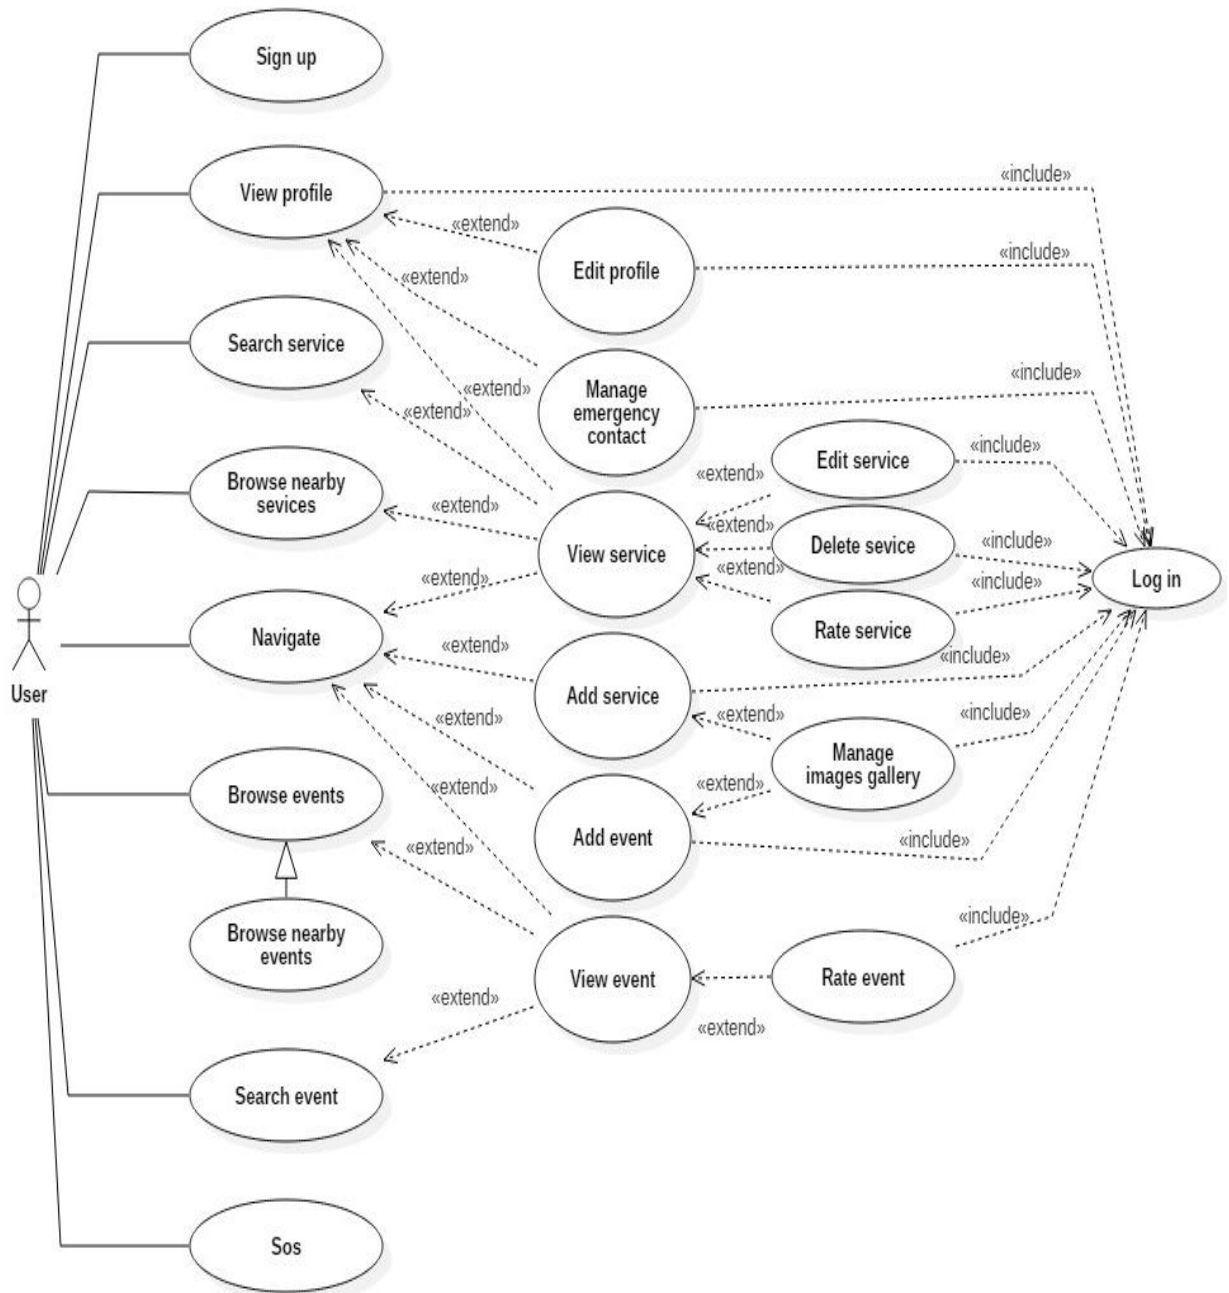 Sign up
View profile
«include»
«extend»
Edit profile
«include»
«extend»
Search service
«include»
«extend»
Manage
emergency
contact
«extend»
Edit service
«include»
«extend»
Browse nearby
sevices
«extend»
View service
«extend»
Delete sevice
«include»
«extend»
«extend»
«include»
Log in
Navigate
Rate service
«extend»
«include»
User
Add service
«extend»
«extend»
«include»
Manage
images gallery
«extend»
«extend»
Browse events
Add event
«include»
«extend»
«include»
Browse nearby
events
View event
Rate event
«extend»
«extend»
Search event
Sos